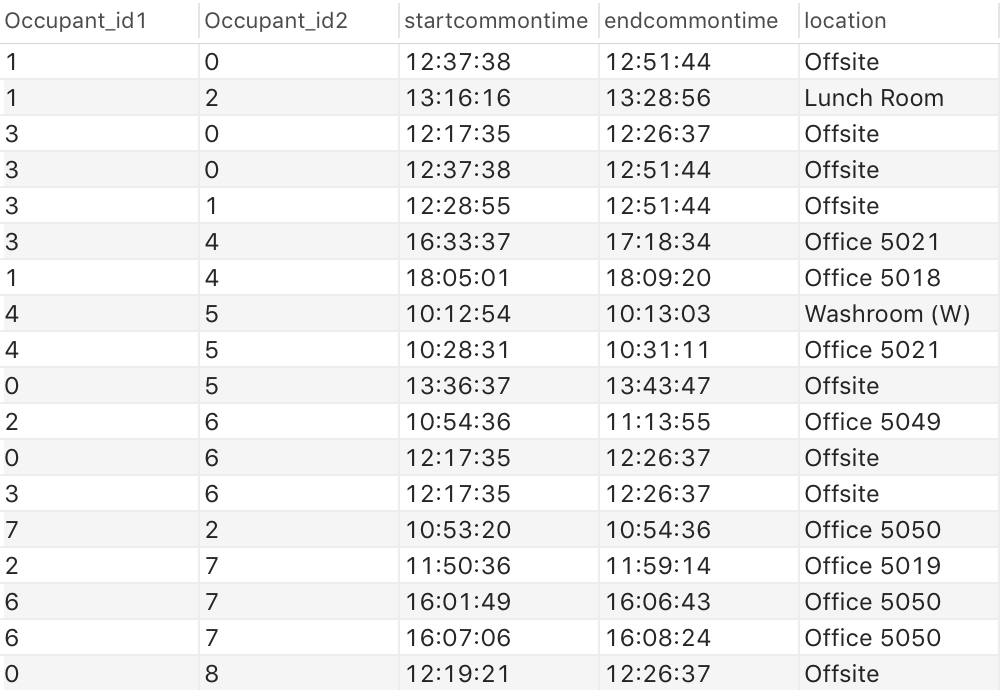 Occupant_id1 Occupant_id2 startcommontime endcommontime location
1 0 12:37:38 12:51:44 Offsite
1 2 13:16:16 13:28:56 Lunch Room
3 0 12:17:35 12:26:37 Offsite
3 0 12:37:38 12:51:44 Offsite
3 1 12:28:55 12:51:44 Offsite
3 4 16:33:37 17:18:34 Office 5021
1 4 18:05:01 18:09:20 Office 5018
4 5 10:12:54 10:13:03 Washroom (W)
4 5 10:28:31 10:31:11 Office 5021
0 5 13:36:37 13:43:47 Offsite
2 6 10:54:36 11:13:55 Office 5049
0 6 12:17:35 12:26:37 Offsite
3 6 12:17:35 12:26:37 Offsite
7 2 10:53:20 10:54:36 Office 5050
2 7 11:50:36 11:59:14 Office 5019
6 7 16:01:49 16:06:43 Office 5050
6 7 16:07:06 16:08:24 Office 5050
0 8 12:19:21 12:26:37 Offsite